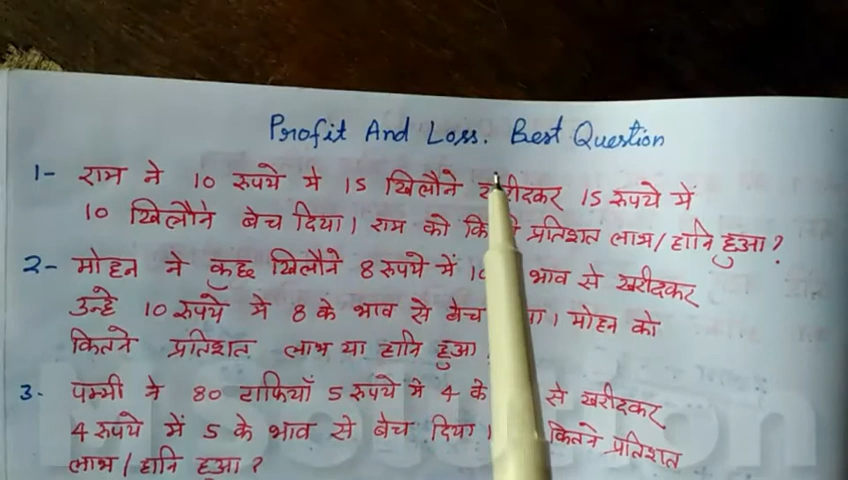 Profit And Loss. Best Question
1- राम ने 10 रुपये मे 15 खिलौने खरीदकर 15 रुपये में
10 खिलौने बेच दिया। राम को प्रतिशत लाभ/हानि हुआ?
2- मोहन ने कुछ खिलौने 8 रुपये में 10 भाव से खरीदकर
उन्हे 10 रुपये मे 8 के भाव से बेच मोहन को
कितने प्रतिशत लाभ या हानि हुआ
3- पम्मी ने 80 टाफियाँ 5 रुपये मे 4 के से खरीदकर
4 रुपये में 5 के भाव से बेच दिया। कितने प्रतिशत
लाभ/हानि हुआ?